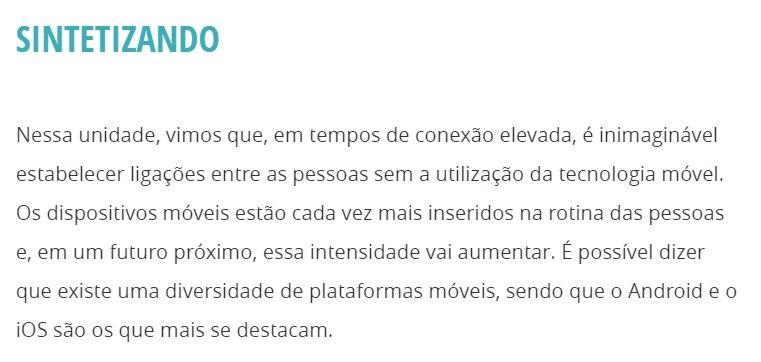 SINTETIZANDO
Nessa unidade, vimos que, em tempos de conexão elevada, é inimaginável
estabelecer ligações entre as pessoas sem a utilização da tecnologia móvel.
Os dispositivos móveis estão cada vez mais inseridos na rotina das pessoas
e, em um futuro próximo, essa intensidade vai aumentar. É possível dizer
que existe uma diversidade de plataformas móveis, sendo que o Android e o
iOS são os que mais se destacam.